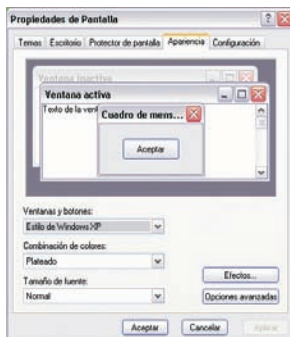 Propiedades de Pantalla
Temas Escritorio Protector de pantalla Apariencia Configuración
Ventana inactiva
Ventana activa
Texto de la vent
Cuadro de mens...
Aceptar
Ventanas y botones:
Estilo de Windows XP
Combinación de colores:
Plateado
Efectos...
Tamaño de fuente:
Normal
Opciones avanzadas
Aceptar Cancelar Aplicar